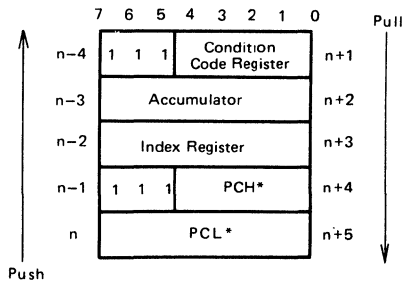 7 6 5 4 3 2 1 0
Pull
n-4 1 1 1 Condition Code Register n+1
n-3 Accumulator n+2
n-2 Index Register n+3
n-1 1 1 1 PCH* n+4
n PCL* n+5
Push